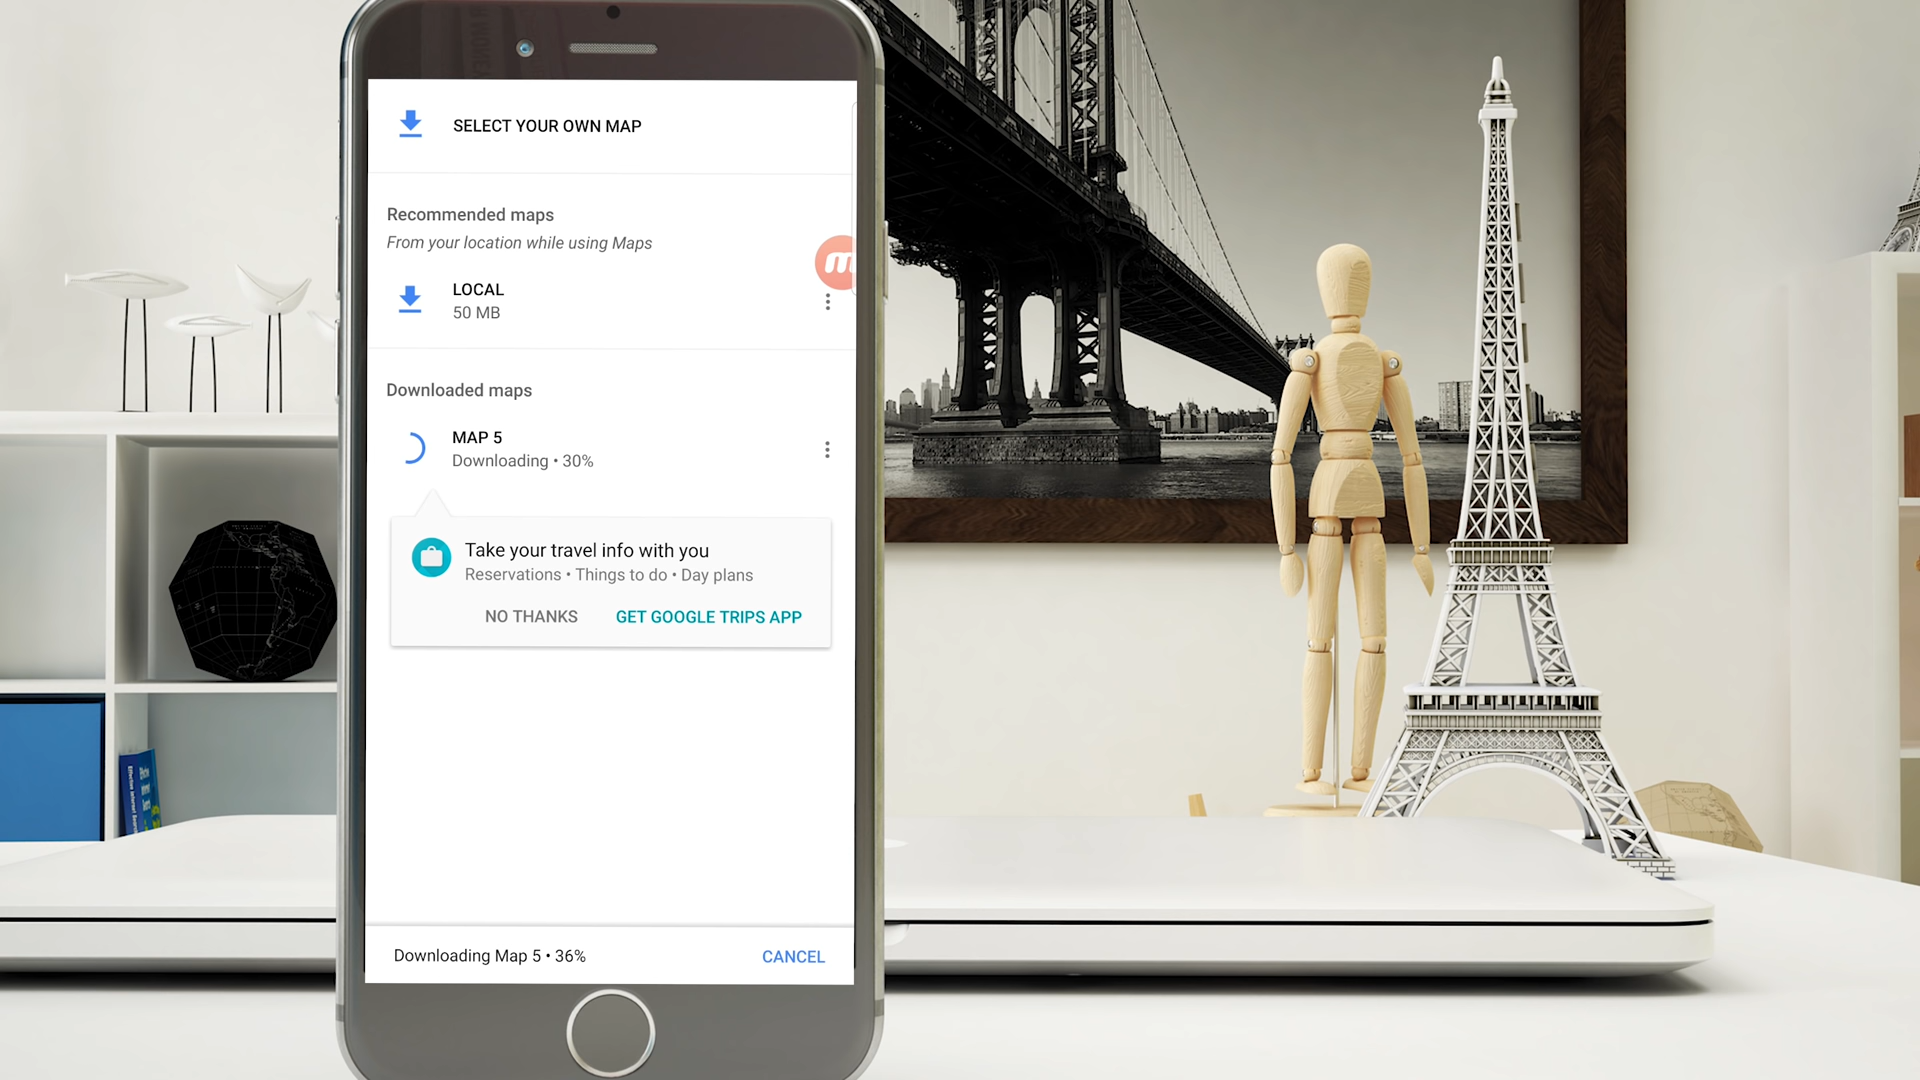 SELECT YOUR OWN MAP
Recommended maps
From your location while using Maps
LOCAL
50 MB
Downloaded maps
MAP 5
Downloading • 30%
Take your travel info with you
Reservations • Things to do • Day plans
NO THANKS
GET GOOGLE TRIPS APP
Downloading Map 5 • 36%
CANCEL